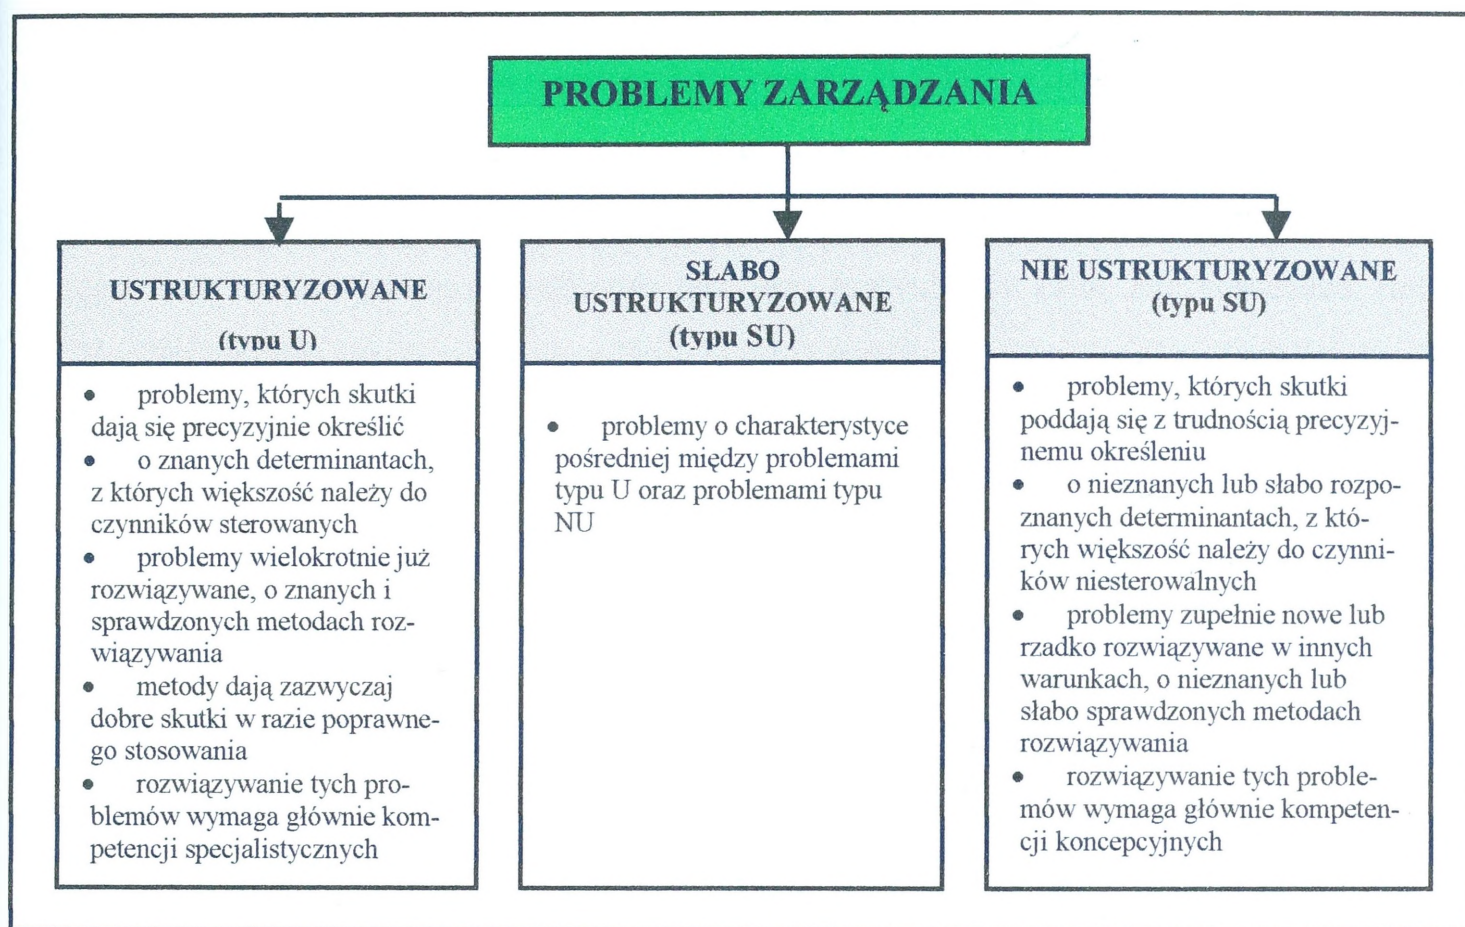 PROBLEMY ZARZĄDZANIA
USTRUKTURYZOWANE
(typu U)
• problemy, których skutki
dają się precyzyjnie określić
• o znanych determinantach,
z których większość należy do
czynników sterowanych
• problemy wielokrotnie już
rozwiązywane, o znanych i
sprawdzonych metodach roz-
wiązywania
• metody dają zazwyczaj
dobre skutki w razie poprawne-
go stosowania
• rozwiązywanie tych pro-
blemów wymaga głównie kom-
petencji specjalistycznych
SŁABO
USTRUKTURYZOWANE
(typu SU)
• problemy o charakterystyce
pośredniej między problemami
typu U oraz problemami typu
NU
NIE USTRUKTURYZOWANE
(typu SU)
• problemy, których skutki
poddają się z trudnością precyzyj-
nemu określeniu
• o nieznanych lub słabo rozpo-
znanych determinantach, z któ-
rych większość należy do czynni-
ków niesterowalnych
• problemy zupełnie nowe lub
rzadko rozwiązywane w innych
warunkach, o nieznanych lub
słabo sprawdzonych metodach
rozwiązywania
• rozwiązywanie tych proble-
mów wymaga głównie kompeten-
cji koncepcyjnych